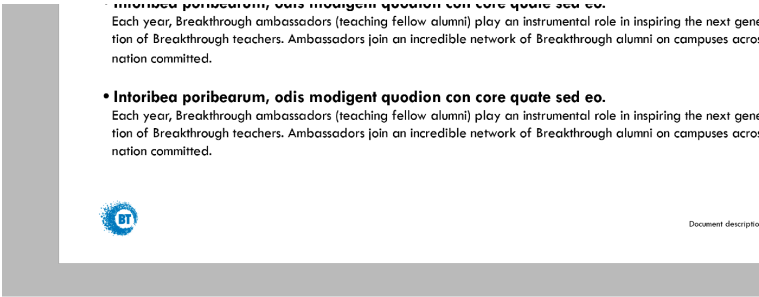 • Intoribea poribearum, odis modigent quodion con core quate sed eo.
Each year, Breakthrough ambassadors (teaching fellow alumni) play an instrumental role in inspiring the next gene
tion of Breakthrough teachers. Ambassadors join an incredible network of Breakthrough alumni on campuses acros
nation committed.
• Intoribea poribearum, odis modigent quodion con core quate sed eo.
Each year, Breakthrough ambassadors (teaching fellow alumni) play an instrumental role in inspiring the next gene
tion of Breakthrough teachers. Ambassadors join an incredible network of Breakthrough alumni on campuses acros
nation committed.
BT
Document descriptio